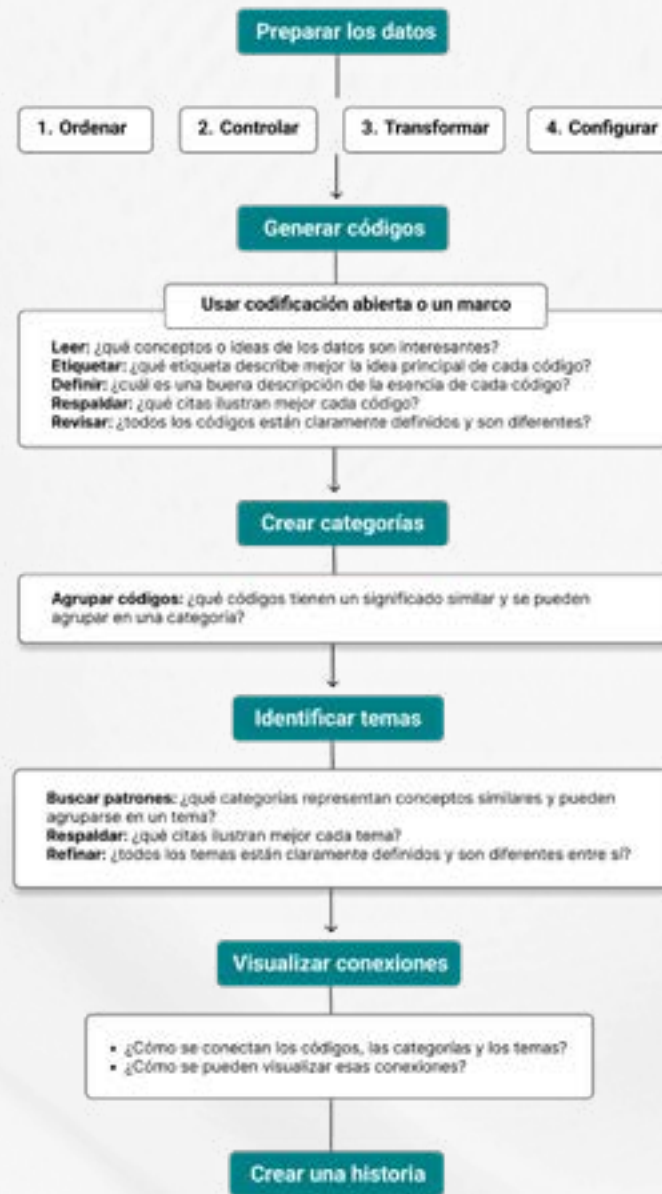 Preparar los datos
1. Ordenar
2. Controlar
3. Transformar
4. Configurar
Generar códigos
Usar codificación abierta o un marco
Leer: ¿qué conceptos o ideas de los datos son interesantes?
Etiquetar: ¿qué etiqueta describe mejor la idea principal de cada código?
Definir: ¿cuál es una buena descripción de la esencia de cada código?
Respaldar: ¿qué citas ilustran mejor cada código?
Revisar: ¿todos los códigos están claramente definidos y son diferentes?
Crear categorías
Agrupar códigos: ¿qué códigos tienen un significado similar y se pueden
agrupar en una categoría?
Identificar temas
Buscar patrones: ¿qué categorías representan conceptos similares y pueden
agruparse en un tema?
Respaldar: ¿qué citas ilustran mejor cada tema?
Refinar: ¿todos los temas están claramente definidos y son diferentes entre sí?
Visualizar conexiones
• ¿Cómo se conectan los códigos, las categorías y los temas?
• ¿Cómo se pueden visualizar esas conexiones?
Crear una historia